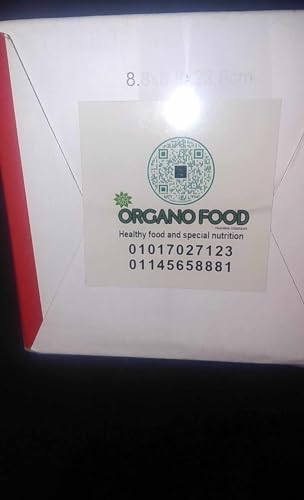 ORGANO FOOD
Healthy food and special nutrition
01017027123
01145658881